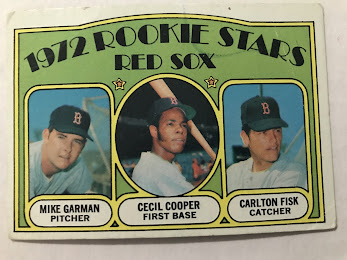 1972 ROOKIE STARS
RED SOX
MIKE GARMAN
PITCHER
CECIL COOPER
FIRST BASE
CARLTON FISK
CATCHER
B
B
B